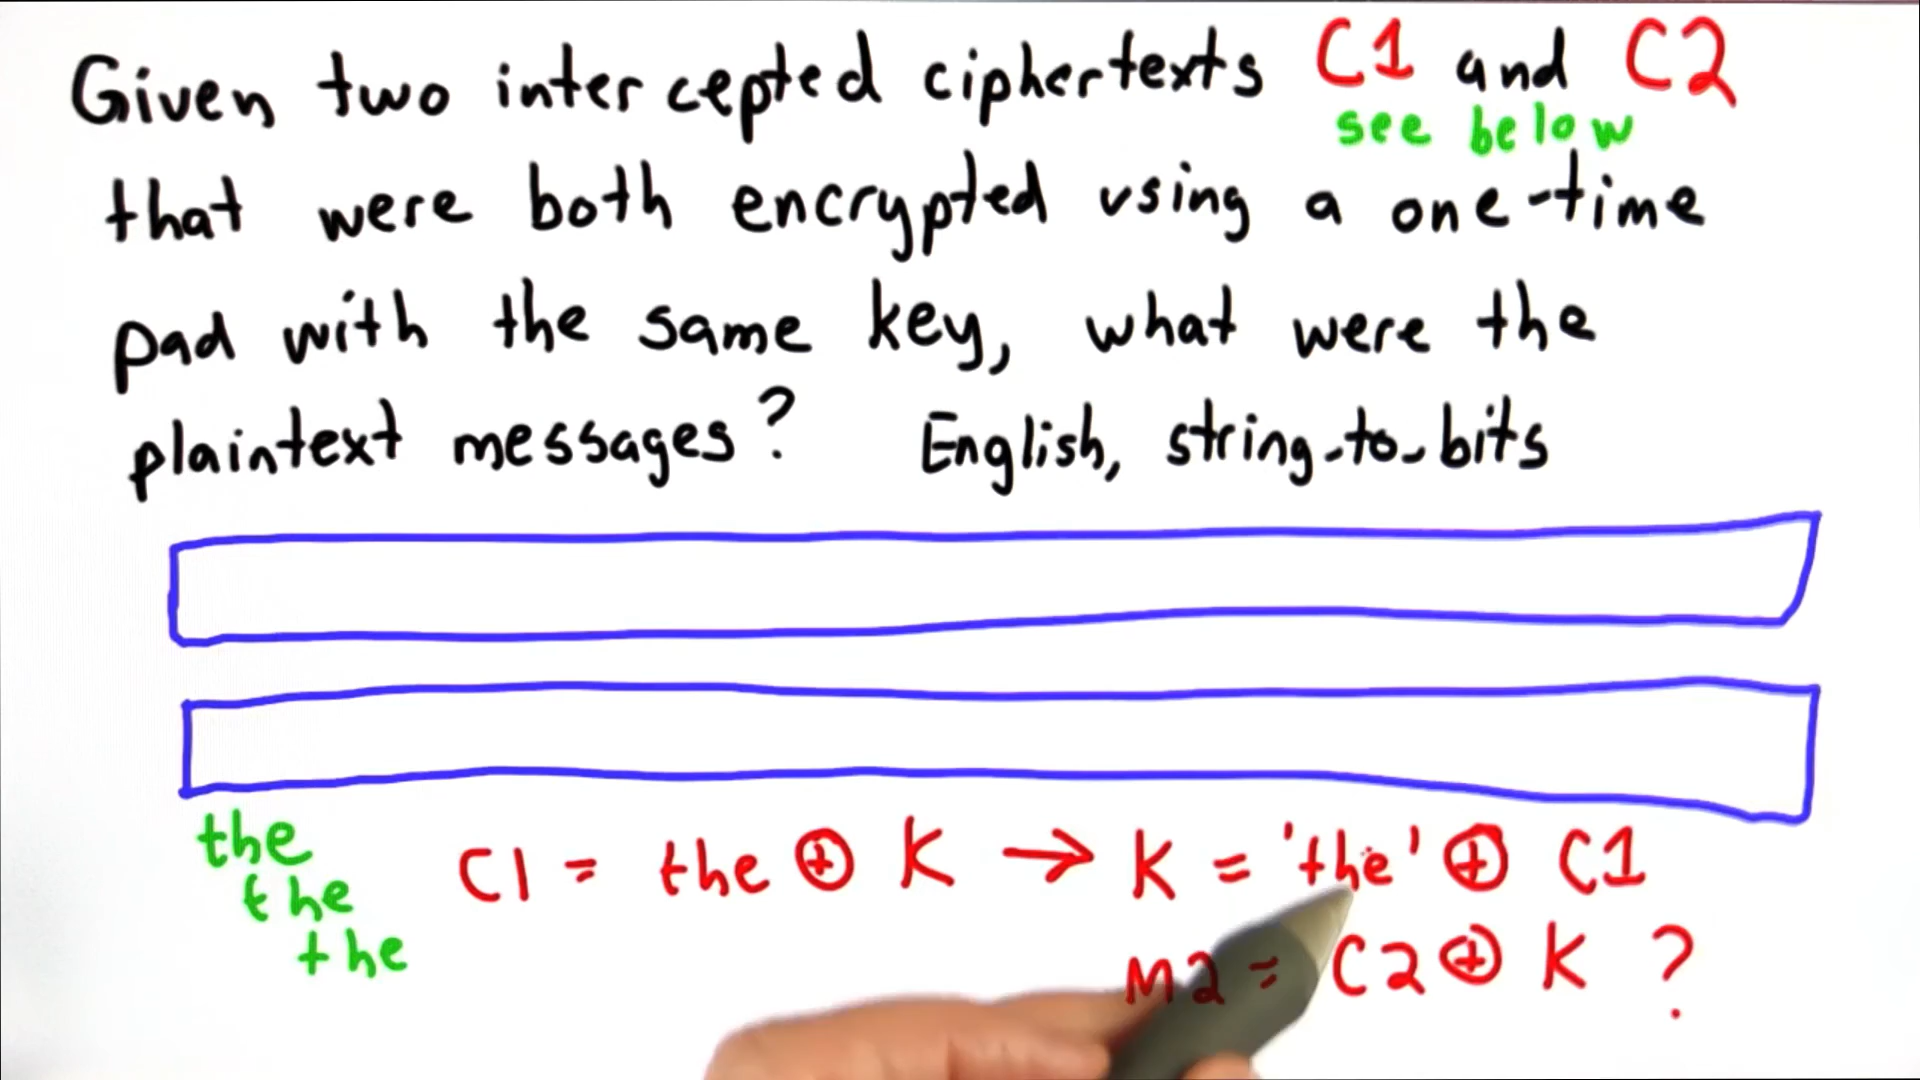 Given two intercepted ciphertexts C1 and C2
see below
that were both encrypted using a one-time
pad with the same key, what were the
plaintext messages? English, string-to-bits
the
the
the
C1 = the ⊕ K → K = 'the' ⊕ C1
M2 = C2 ⊕ K ?